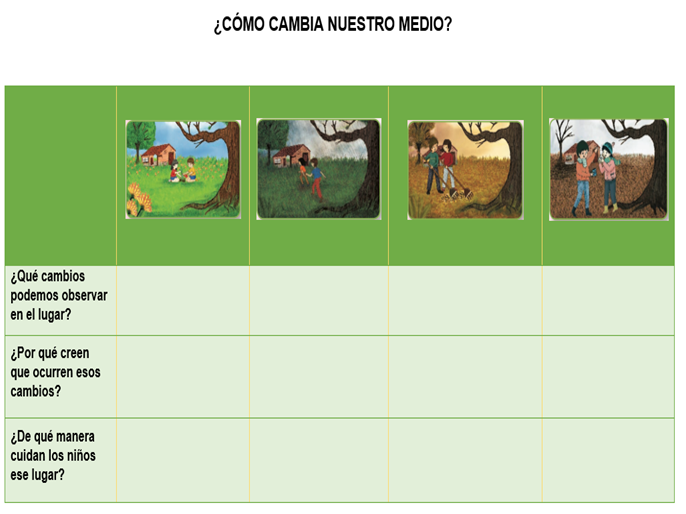 ¿CÓMO CAMBIA NUESTRO MEDIO?
¿Qué cambios
podemos observar
en el lugar?
¿Por qué creen
que ocurren esos
cambios?
¿De qué manera
cuidan los niños
ese lugar?